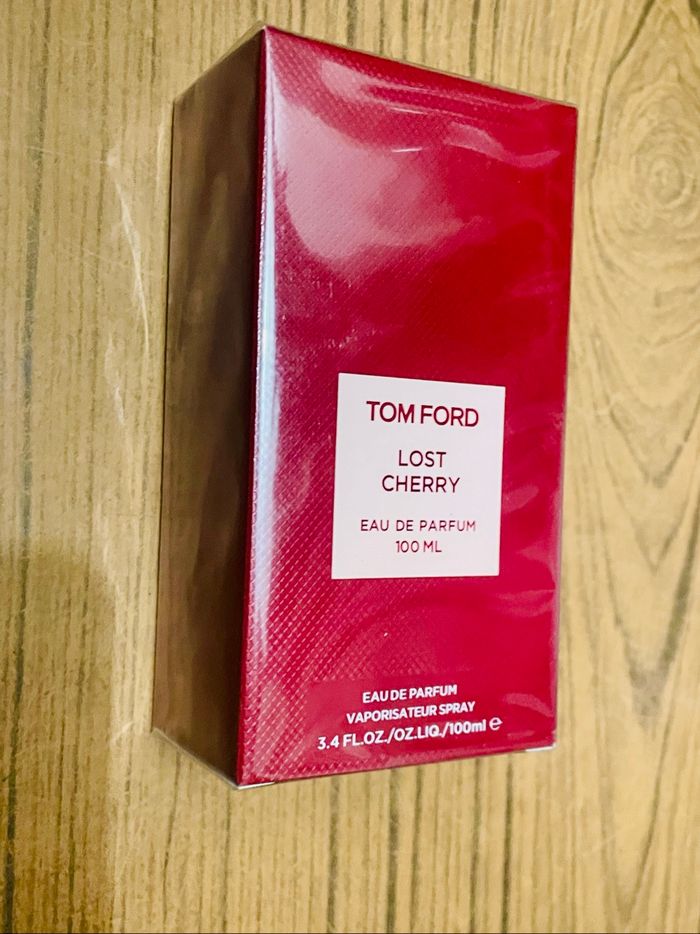 TOM FORD
LOST
CHERRY
EAU DE PARFUM
100 ML
EAU DE PARFUM
VAPORISATEUR SPRAY
3.4 FL.OZ./OZ.LIQ./100ml ℮